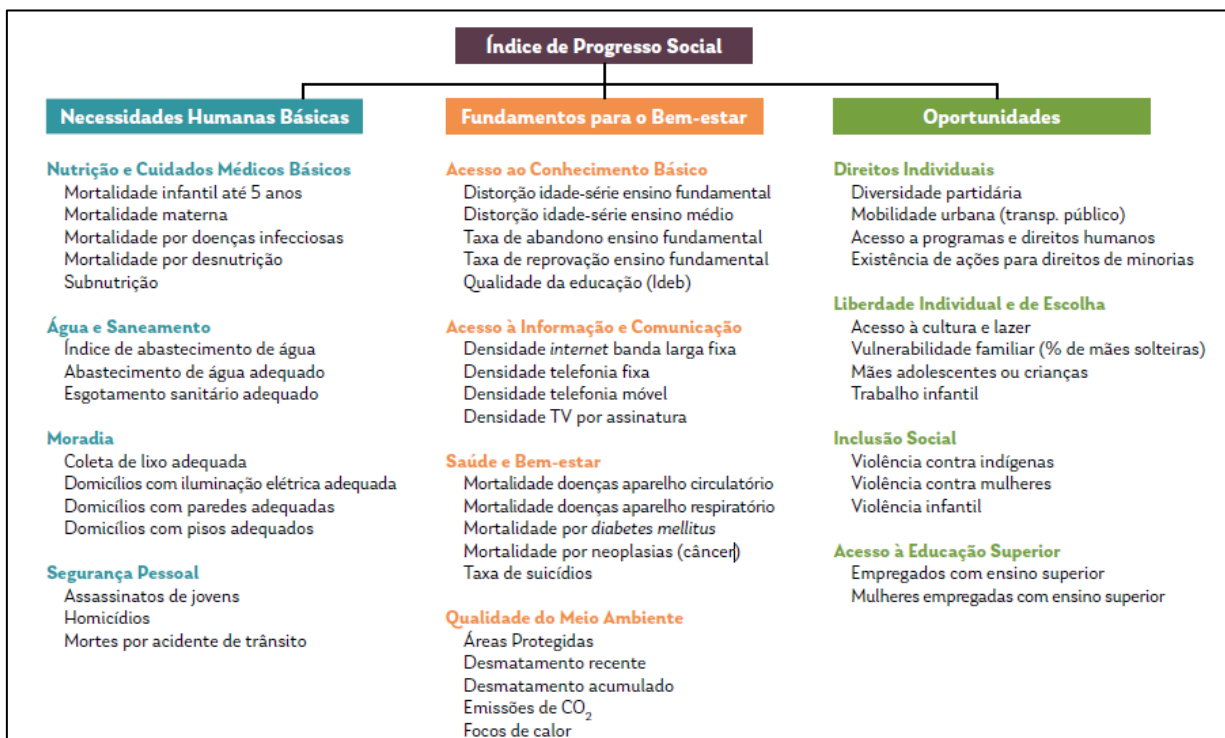 Índice de Progresso Social
Necessidades Humanas Básicas
Nutrição e Cuidados Médicos Básicos
Mortalidade infantil até 5 anos
Mortalidade materna
Mortalidade por doenças infecciosas
Mortalidade por desnutrição
Subnutrição
Água e Saneamento
Índice de abastecimento de água
Abastecimento de água adequado
Esgotamento sanitário adequado
Moradia
Coleta de lixo adequada
Domicílios com iluminação elétrica adequada
Domicílios com paredes adequadas
Domicílios com pisos adequados
Segurança Pessoal
Assassinatos de jovens
Homicídios
Mortes por acidente de trânsito
Fundamentos para o Bem-estar
Acesso ao Conhecimento Básico
Distorção idade-série ensino fundamental
Distorção idade-série ensino médio
Taxa de abandono ensino fundamental
Taxa de reprovação ensino fundamental
Qualidade da educação (Ideb)
Acesso à Informação e Comunicação
Densidade internet banda larga fixa
Densidade telefonia fixa
Densidade telefonia móvel
Densidade TV por assinatura
Saúde e Bem-estar
Mortalidade doenças aparelho circulatório
Mortalidade doenças aparelho respiratório
Mortalidade por diabetes mellitus
Mortalidade por neoplasias (câncer)
Taxa de suicídios
Qualidade do Meio Ambiente
Áreas Protegidas
Desmatamento recente
Desmatamento acumulado
Emissões de CO₂
Focos de calor
Oportunidades
Direitos Individuais
Diversidade partidária
Mobilidade urbana (transp. público)
Acesso a programas e direitos humanos
Existência de ações para direitos de minorias
Liberdade Individual e de Escolha
Acesso à cultura e lazer
Vulnerabilidade familiar (% de mães solteiras)
Mães adolescentes ou crianças
Trabalho infantil
Inclusão Social
Violência contra indígenas
Violência contra mulheres
Violência infantil
Acesso à Educação Superior
Empregados com ensino superior
Mulheres empregadas com ensino superior